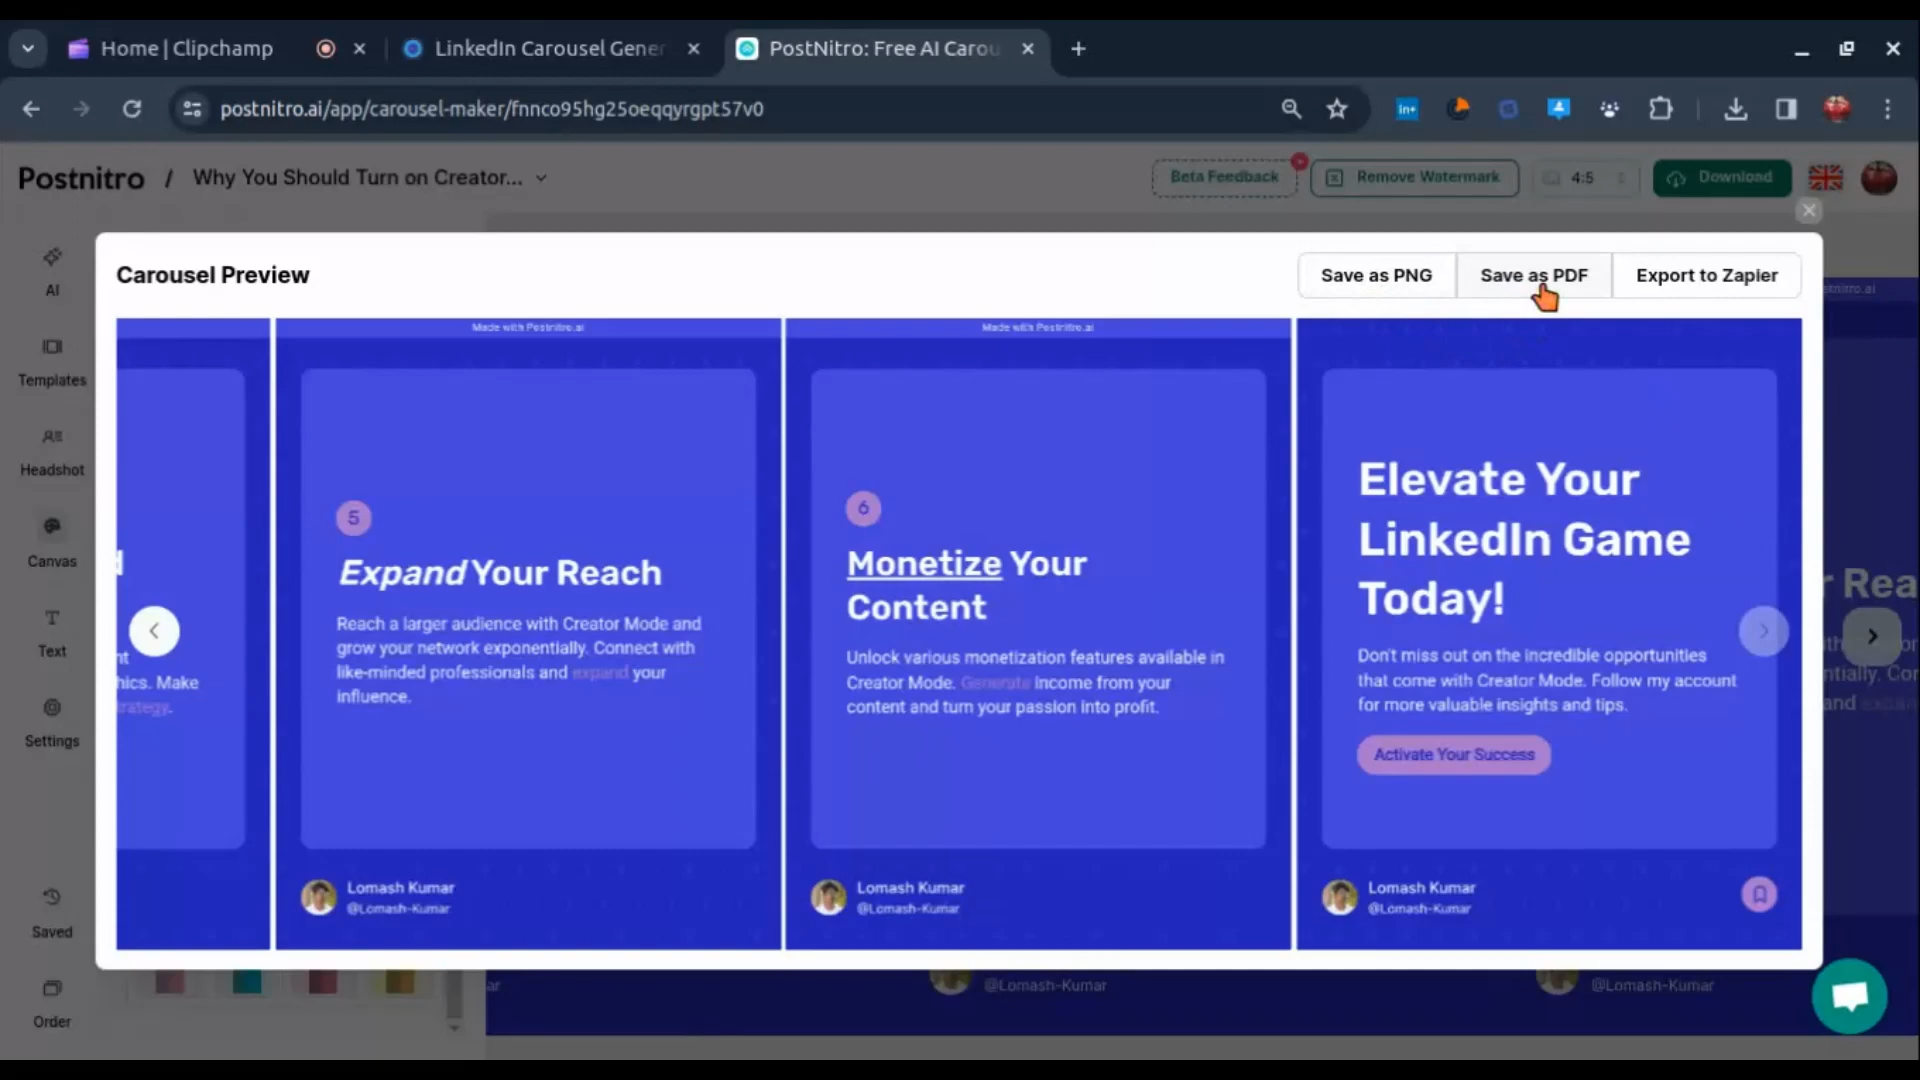 Home | Clipchamp
LinkedIn Carousel Gener
PostNitro: Free AI Carou
postnitro.ai/app/carousel-maker/fnnco95hg25oeqqyrgpt57v0
Postnitro / Why You Should Turn on Creator...
Beta Feedback
Remove Watermark
4:5
Download
AI
Templates
Headshot
Canvas
Text
Settings
Saved
Order
Carousel Preview
Save as PNG
Save as PDF
Export to Zapier
hics. Make
rategy.
Made with Postnitro.ai
5
Expand Your Reach
Reach a larger audience with Creator Mode and
grow your network exponentially. Connect with
like-minded professionals and expand your
influence.
Lomash Kumar
@Lomash-Kumar
Made with Postnitro.ai
6
Monetize Your
Content
Unlock various monetization features available in
Creator Mode. Generate income from your
content and turn your passion into profit.
Lomash Kumar
@Lomash-Kumar
Elevate Your
LinkedIn Game
Today!
Don't miss out on the incredible opportunities
that come with Creator Mode. Follow my account
for more valuable insights and tips.
Activate Your Success
Lomash Kumar
@Lomash-Kumar
r Rea
ntially. Cor
and
ar
@Lomash-Kumar
@Lomash-Kumar